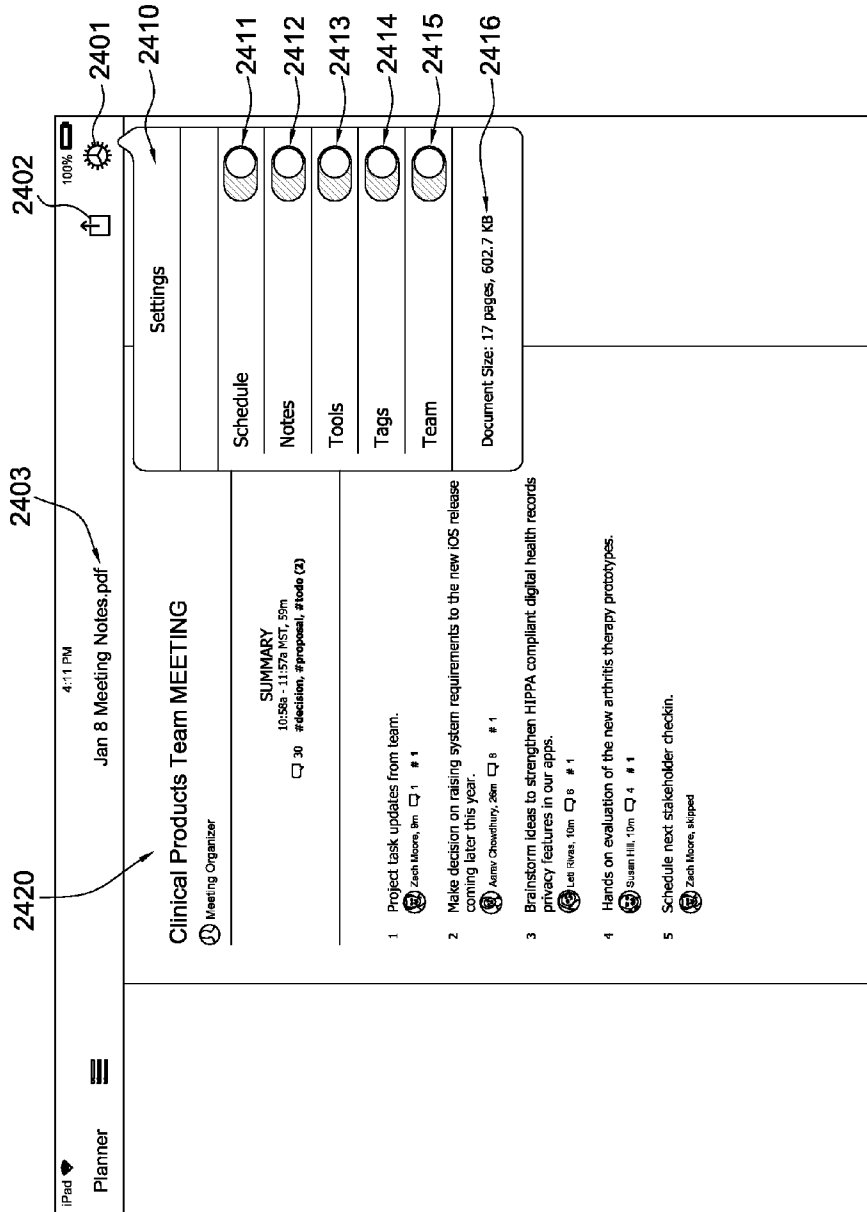 2420
2403
2402
2401
2410
2411
2412
2413
2414
2415
2416
iPad
4:11 PM
100%
Planner
Jan 8 Meeting Notes.pdf
Clinical Products Team MEETING
Meeting Organizer
SUMMARY
10:58a - 11:57a MST, 59m
30 #decision, #proposal, #todo (2)
1 Project task updates from team.
Zach Moore, 9m 1 # 1
2 Make decision on raising system requirements to the new iOS release
coming later this year.
Aamv Chowdhury, 26m 8 # 1
3 Brainstorm ideas to strengthen HIPPA compliant digital health records
privacy features in our apps.
Leti Rivas, 10m 6 # 1
4 Hands on evaluation of the new arthritis therapy prototypes.
Susan Hill, 10m 4 # 1
5 Schedule next stakeholder checkin.
Zach Moore, skipped
Settings
Schedule
Notes
Tools
Tags
Team
Document Size: 17 pages, 602.7 KB